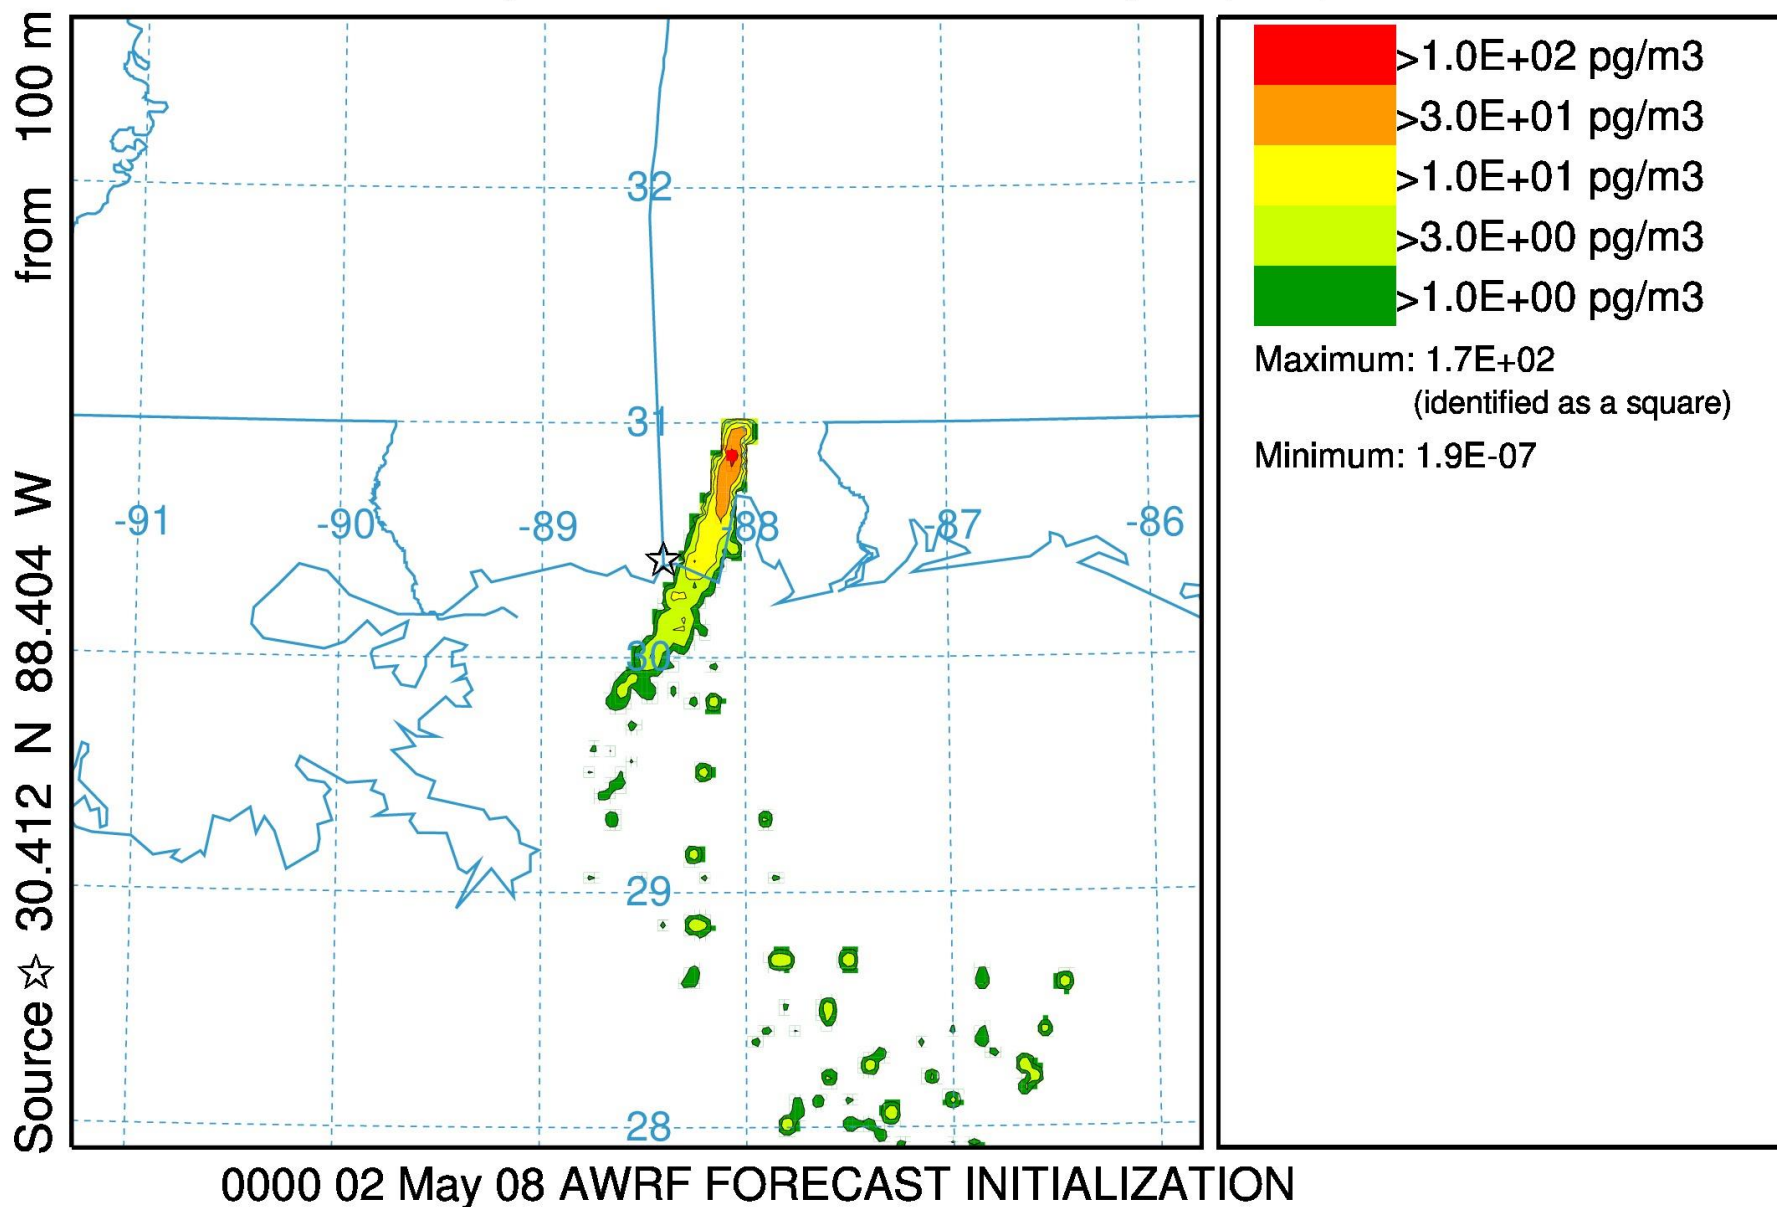 Source ☆ 30.412 N 88.404 W from 100 m
32
31
-91 -90 -89 -88 -87 -86
30
29
28
>1.0E+02 pg/m3
>3.0E+01 pg/m3
>1.0E+01 pg/m3
>3.0E+00 pg/m3
>1.0E+00 pg/m3
Maximum: 1.7E+02
(identified as a square)
Minimum: 1.9E-07
0000 02 May 08 AWRF FORECAST INITIALIZATION